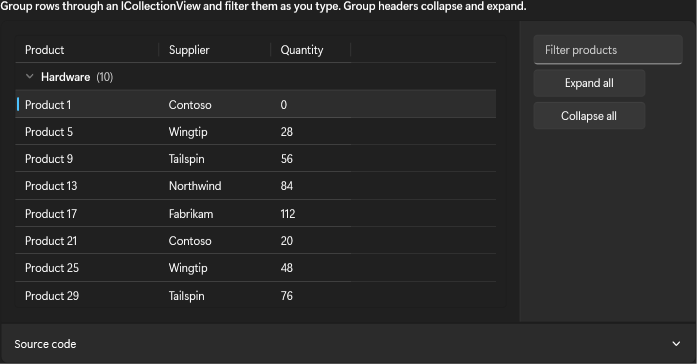 Group rows through an ICollectionView and filter them as you type. Group headers collapse and expand.
Product Supplier Quantity
Hardware (10)
Product 1 Contoso 0
Product 5 Wingtip 28
Product 9 Tailspin 56
Product 13 Northwind 84
Product 17 Fabrikam 112
Product 21 Contoso 20
Product 25 Wingtip 48
Product 29 Tailspin 76
Filter products
Expand all
Collapse all
Source code